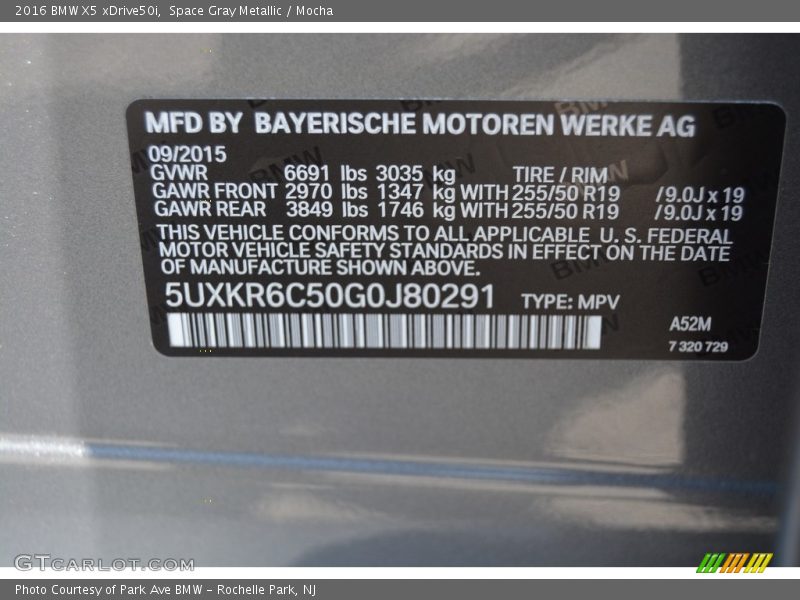 2016 BMW X5 xDrive50i, Space Gray Metallic / Mocha
MFD BY BAYERISCHE MOTOREN WERKE AG
09/2015
GVWR 6691 lbs 3035 kg TIRE / RIM
GAWR FRONT 2970 lbs 1347 kg WITH 255/50 R19 /9.0J x 19
GAWR REAR 3849 lbs 1746 kg WITH 255/50 R19 /9.0J x 19
THIS VEHICLE CONFORMS TO ALL APPLICABLE U. S. FEDERAL
MOTOR VEHICLE SAFETY STANDARDS IN EFFECT ON THE DATE
OF MANUFACTURE SHOWN ABOVE.
5UXKR6C50G0J80291 TYPE: MPV
A52M
7 320 729
GTCARLOT.COM
Photo Courtesy of Park Ave BMW - Rochelle Park, NJ